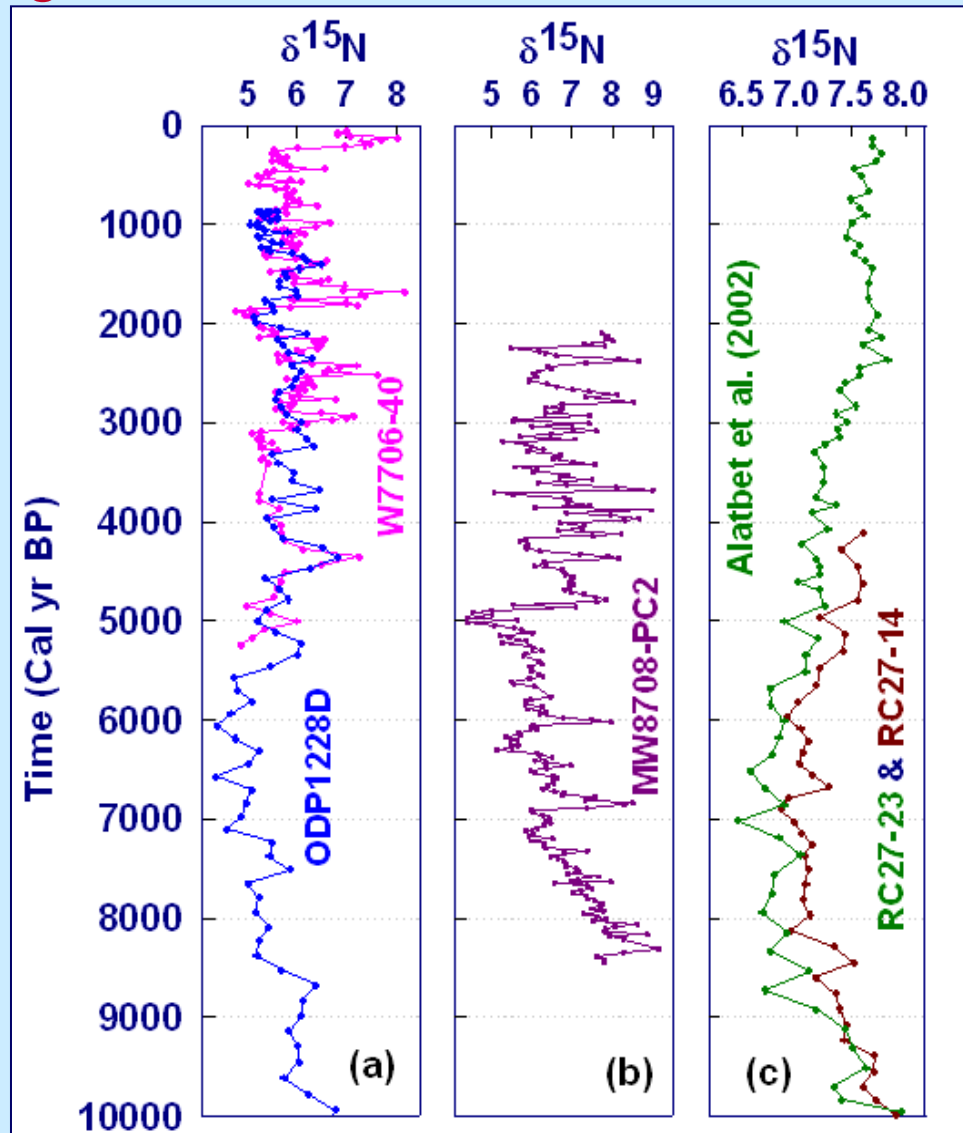 δ15N
δ15N
δ15N
5 6 7 8
5 6 7 8 9
6.5 7.0 7.5 8.0
Time (Cal yr BP)
0
1000
2000
3000
4000
5000
6000
7000
8000
9000
10000
W7706-40
ODP1228D
(a)
MW8708-PC2
(b)
Alatbet et al. (2002)
RC27-23 & RC27-14
(c)